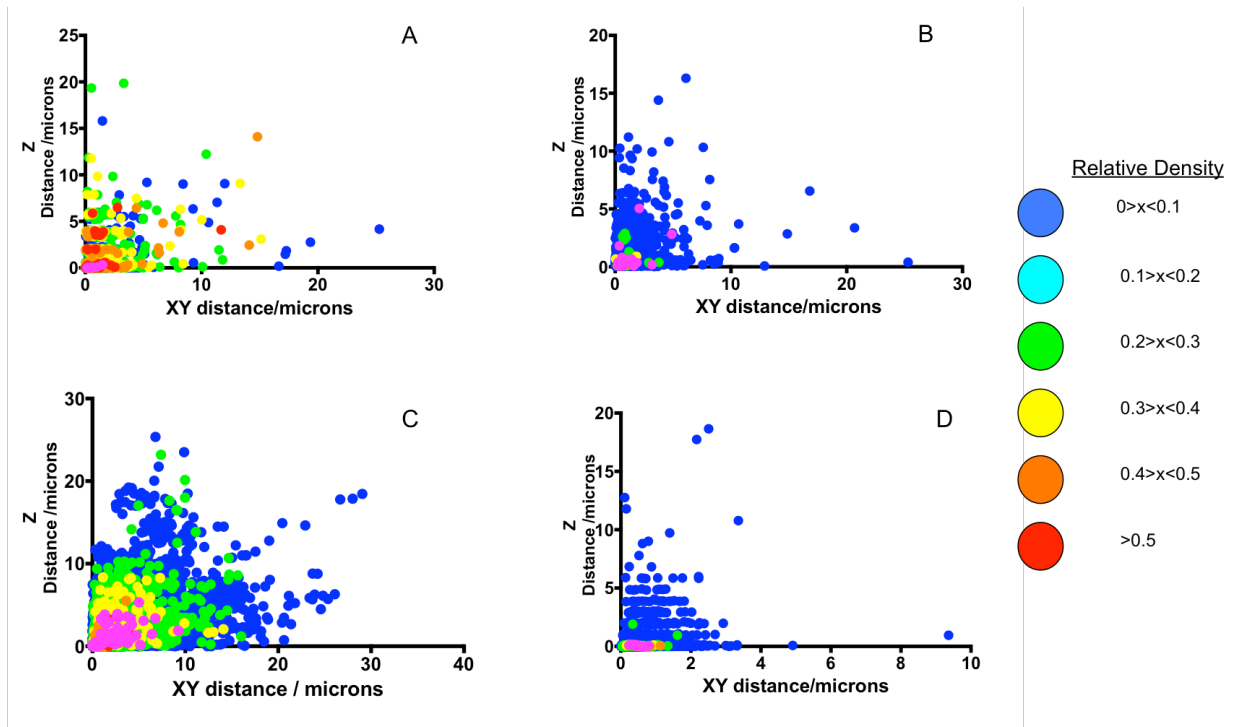 A
25
20
15
10
5
0
Z
Distance /microns
0
10
20
30
XY distance/microns
B
20
15
10
5
0
Z
Distance /microns
0
10
20
30
XY distance/microns
C
30
20
10
0
Z
Distance /microns
0
10
20
30
40
XY distance / microns
D
20
15
10
5
0
Z
Distance/microns
0
2
4
6
8
10
XY distance/microns
Relative Density
0>x<0.1
0.1>x<0.2
0.2>x<0.3
0.3>x<0.4
0.4>x<0.5
>0.5